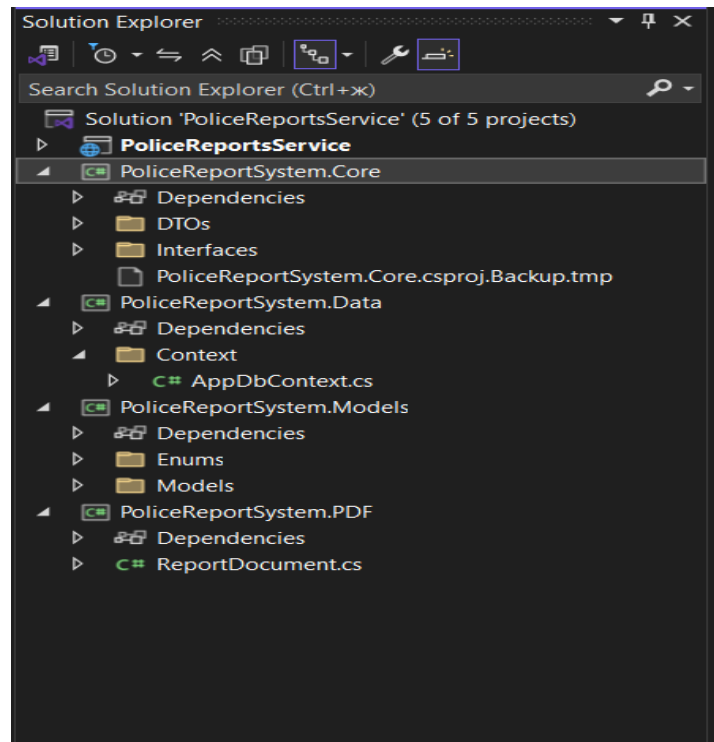 Solution Explorer
Search Solution Explorer (Ctrl+ж)
Solution 'PoliceReportsService' (5 of 5 projects)
PoliceReportsService
C# PoliceReportSystem.Core
Dependencies
DTOs
Interfaces
PoliceReportSystem.Core.csproj.Backup.tmp
C# PoliceReportSystem.Data
Dependencies
Context
C# AppDbContext.cs
C# PoliceReportSystem.Models
Dependencies
Enums
Models
C# PoliceReportSystem.PDF
Dependencies
C# ReportDocument.cs